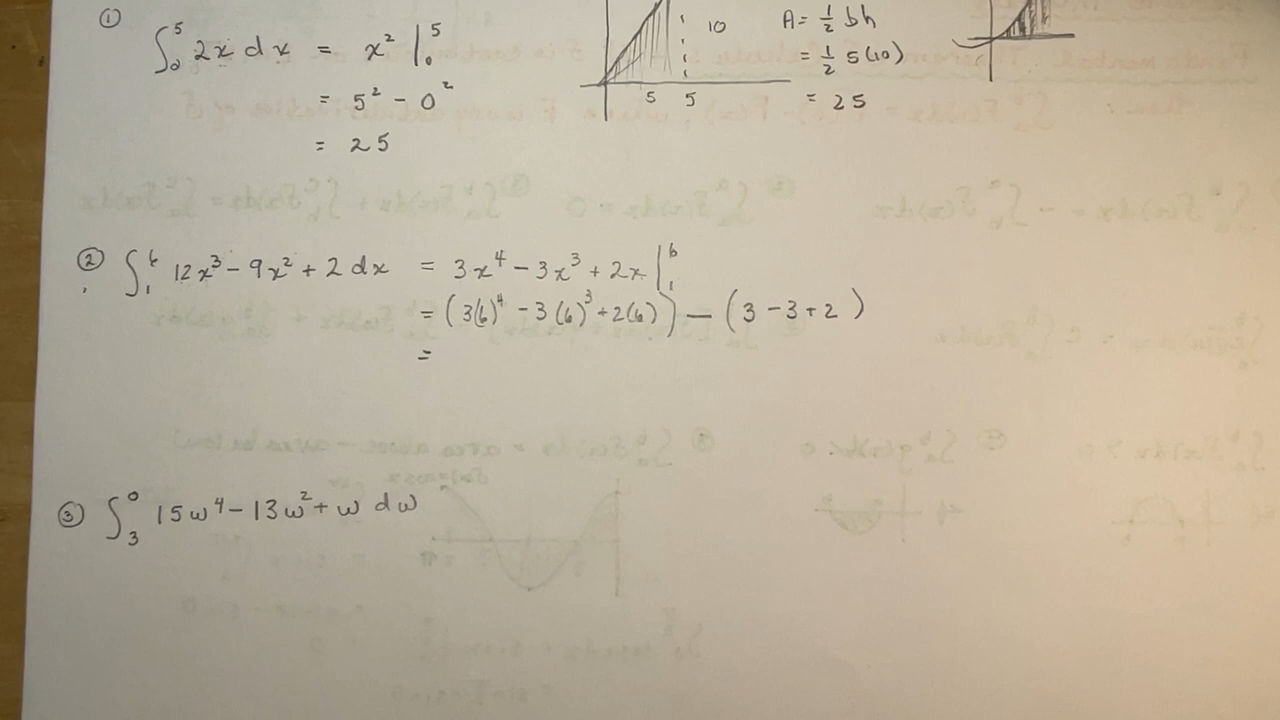 ①
∫₀⁵ 2x dx = x² |₀⁵
= 5² - 0²
= 25
10
5 5
A = ½ bh
= ½ 5(10)
= 25
② ∫₁⁶ 12x³ - 9x² + 2 dx = 3x⁴ - 3x³ + 2x |₁⁶
= (3(6)⁴ - 3(6)³ + 2(6)) - (3 - 3 + 2)
=
③ ∫₃⁰ 15w⁴ - 13w² + w dw